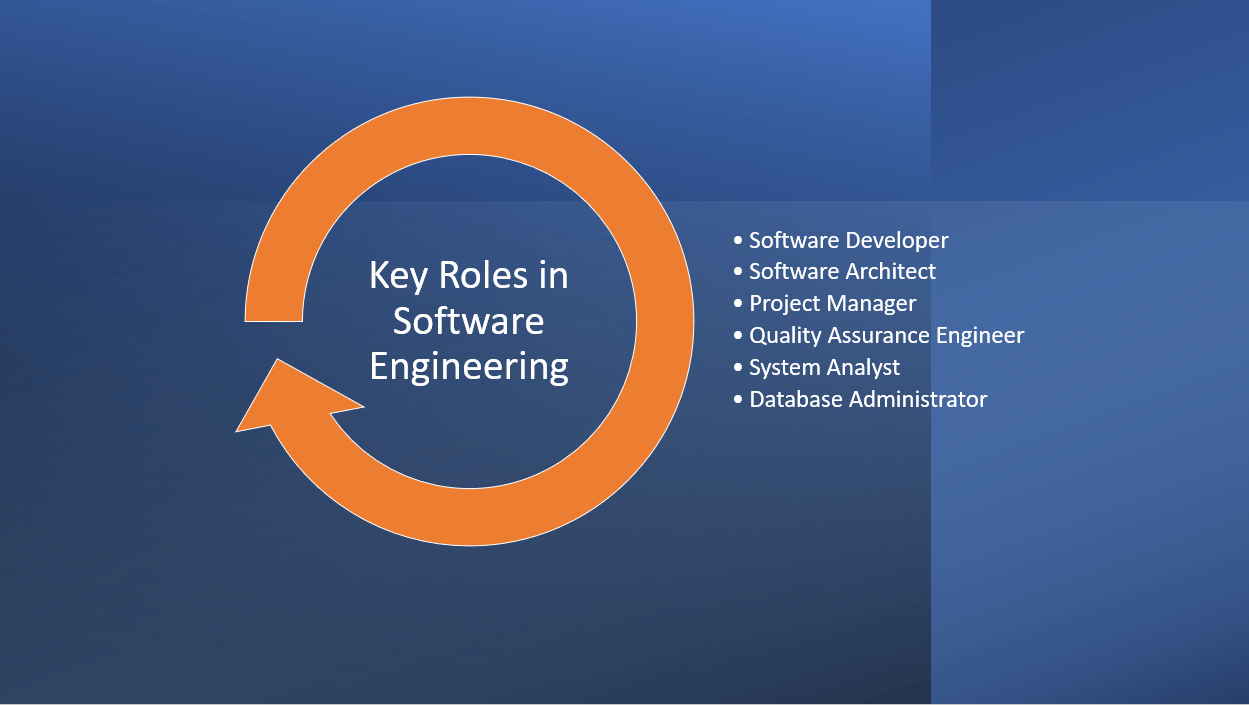 Key Roles in
Software
Engineering
• Software Developer
• Software Architect
• Project Manager
• Quality Assurance Engineer
• System Analyst
• Database Administrator